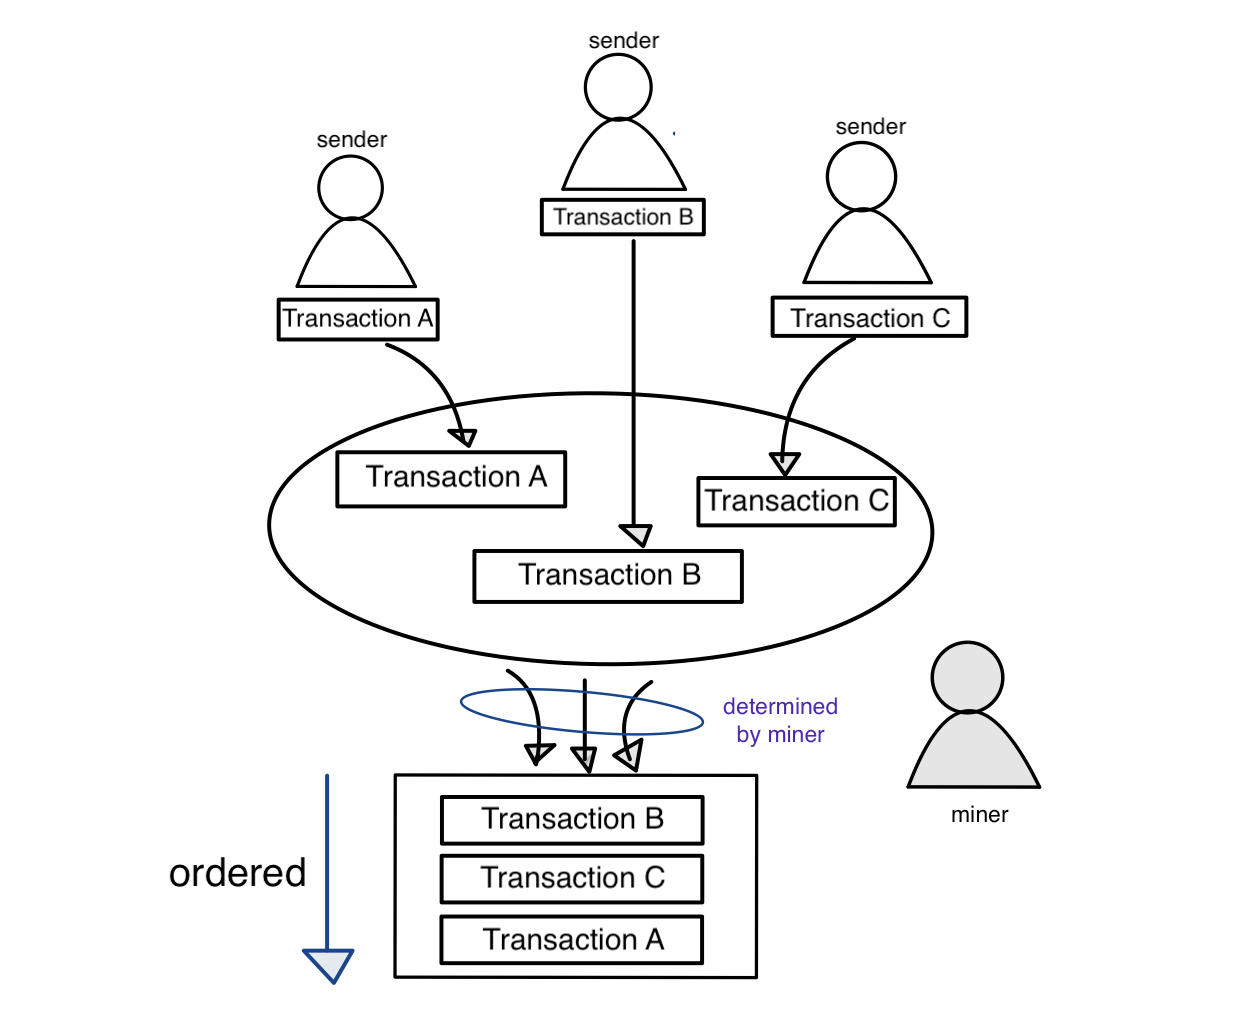 sender
sender
sender
Transaction B
Transaction A
Transaction C
Transaction A
Transaction C
Transaction B
determined
by miner
miner
ordered
Transaction B
Transaction C
Transaction A